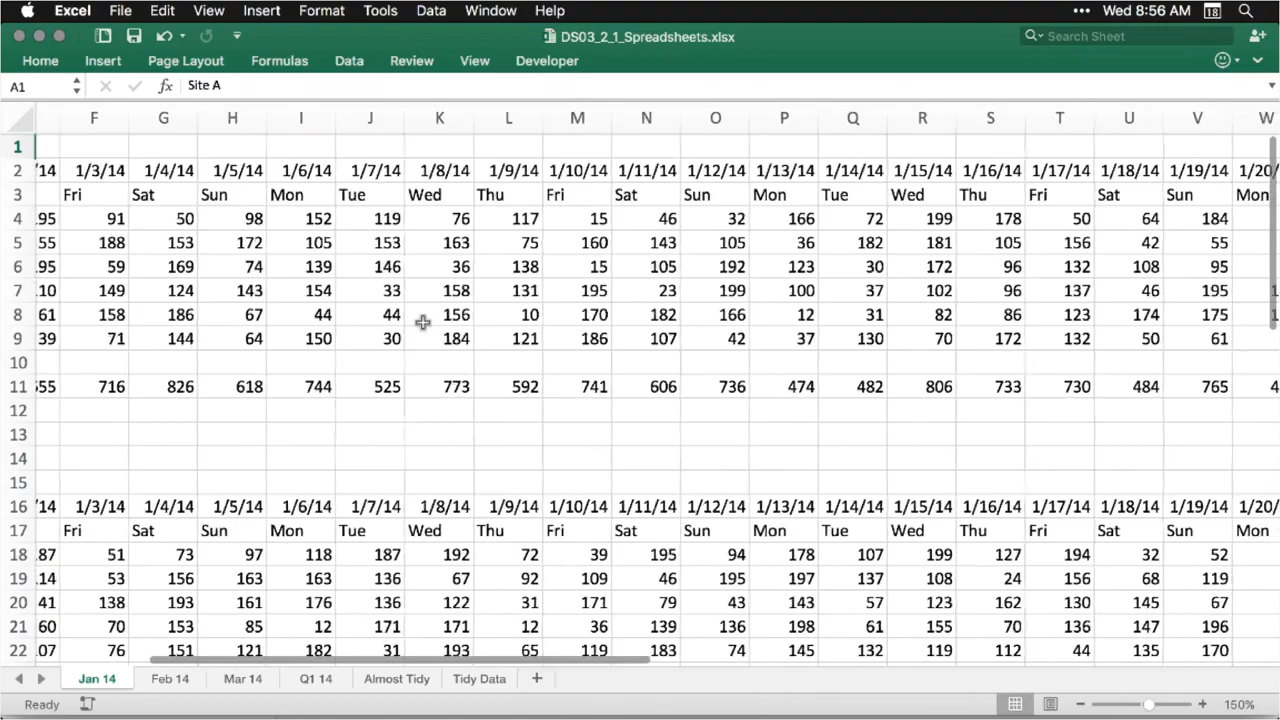 Excel File Edit View Insert Format Tools Data Window Help ••• Wed 8:56 AM 18
DS03_2_1_Spreadsheets.xlsx Search Sheet
Home Insert Page Layout Formulas Data Review View Developer
A1 fx Site A
F G H I J K L M N O P Q R S T U V W
1
2 /14 1/3/14 1/4/14 1/5/14 1/6/14 1/7/14 1/8/14 1/9/14 1/10/14 1/11/14 1/12/14 1/13/14 1/14/14 1/15/14 1/16/14 1/17/14 1/18/14 1/19/14 1/20/
3 Fri Sat Sun Mon Tue Wed Thu Fri Sat Sun Mon Tue Wed Thu Fri Sat Sun Mon
4 95 91 50 98 152 119 76 117 15 46 32 166 72 199 178 50 64 184
5 55 188 153 172 105 153 163 75 160 143 105 36 182 181 105 156 42 55
6 95 59 169 74 139 146 36 138 15 105 192 123 30 172 96 132 108 95
7 10 149 124 143 154 33 158 131 195 23 199 100 37 102 96 137 46 195 1
8 61 158 186 67 44 44 156 10 170 182 166 12 31 82 86 123 174 175 1
9 39 71 144 64 150 30 184 121 186 107 42 37 130 70 172 132 50 61
10
11 55 716 826 618 744 525 773 592 741 606 736 474 482 806 733 730 484 765 4
12
13
14
15
16 /14 1/3/14 1/4/14 1/5/14 1/6/14 1/7/14 1/8/14 1/9/14 1/10/14 1/11/14 1/12/14 1/13/14 1/14/14 1/15/14 1/16/14 1/17/14 1/18/14 1/19/14 1/20/
17 Fri Sat Sun Mon Tue Wed Thu Fri Sat Sun Mon Tue Wed Thu Fri Sat Sun Mon
18 87 51 73 97 118 187 192 72 39 195 94 178 107 199 127 194 32 52
19 14 53 156 163 163 136 67 92 109 46 195 197 137 108 24 156 68 119
20 41 138 193 161 176 136 122 31 171 79 43 143 57 123 162 130 145 67
21 60 70 153 85 12 171 171 12 36 139 136 198 61 155 70 136 147 196
22 07 76 151 121 182 31 193 65 119 183 74 145 132 119 112 44 135 170
Jan 14 Feb 14 Mar 14 Q1 14 Almost Tidy Tidy Data +
Ready 150%